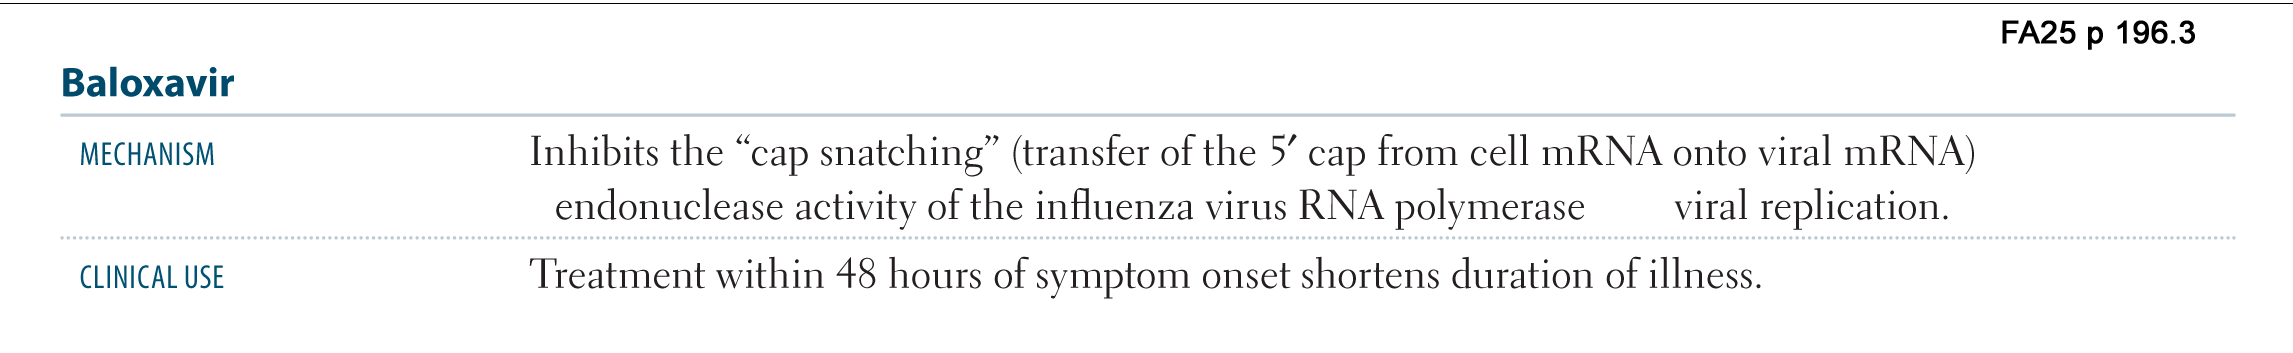 FA25 p 196.3
Baloxavir
MECHANISM Inhibits the “cap snatching” (transfer of the 5′ cap from cell mRNA onto viral mRNA)
endonuclease activity of the influenza virus RNA polymerase viral replication.
CLINICAL USE Treatment within 48 hours of symptom onset shortens duration of illness.